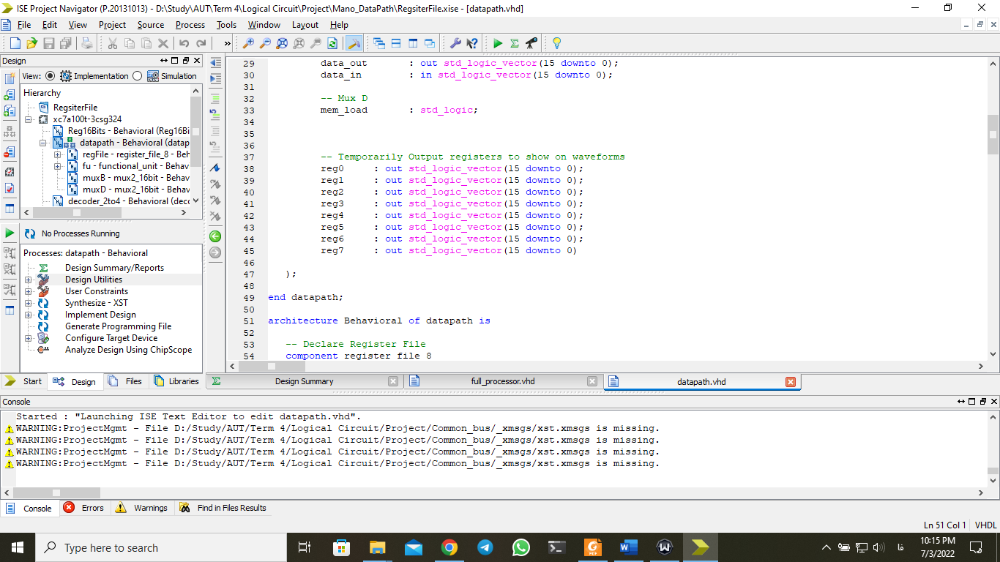 ISE Project Navigator (P.20131013) - D:\Study\AUT\Term 4\Logical Circuit\Project\Mano_DataPath\RegsiterFile.xise - [datapath.vhd]
File Edit View Project Source Process Tools Window Layout Help
»
Design
View: Implementation Simulation
Hierarchy
RegsiterFile
xc7a100t-3csg324
Reg16Bits - Behavioral (Reg16Bi
datapath - Behavioral (datap
regFile - register_file_8 - Beh
fu - functional_unit - Behav
muxB - mux2_16bit - Behav
muxD - mux2_16bit - Behav
decoder_2to4 - Behavioral (deco
No Processes Running
Processes: datapath - Behavioral
Design Summary/Reports
Design Utilities
User Constraints
Synthesize - XST
Implement Design
Generate Programming File
Configure Target Device
Analyze Design Using ChipScope
Start Design Files Libraries
29 data_out : out std_logic_vector(15 downto 0);
30 data_in : in std_logic_vector(15 downto 0);
31
32 -- Mux D
33 mem_load : std_logic;
34
35
36
37 -- Temporarily Output registers to show on waveforms
38 reg0 : out std_logic_vector(15 downto 0);
39 reg1 : out std_logic_vector(15 downto 0);
40 reg2 : out std_logic_vector(15 downto 0);
41 reg3 : out std_logic_vector(15 downto 0);
42 reg4 : out std_logic_vector(15 downto 0);
43 reg5 : out std_logic_vector(15 downto 0);
44 reg6 : out std_logic_vector(15 downto 0);
45 reg7 : out std_logic_vector(15 downto 0)
46
47 );
48
49 end datapath;
50
51 architecture Behavioral of datapath is
52
53 -- Declare Register File
54 component register file 8
Design Summary full_processor.vhd datapath.vhd
Console
Started : "Launching ISE Text Editor to edit datapath.vhd".
WARNING:ProjectMgmt - File D:/Study/AUT/Term 4/Logical Circuit/Project/Common_bus/_xmsgs/xst.xmsgs is missing.
WARNING:ProjectMgmt - File D:/Study/AUT/Term 4/Logical Circuit/Project/Common_bus/_xmsgs/xst.xmsgs is missing.
WARNING:ProjectMgmt - File D:/Study/AUT/Term 4/Logical Circuit/Project/Common_bus/_xmsgs/xst.xmsgs is missing.
WARNING:ProjectMgmt - File D:/Study/AUT/Term 4/Logical Circuit/Project/Common_bus/_xmsgs/xst.xmsgs is missing.
Console Errors Warnings Find in Files Results
Ln 51 Col 1 VHDL
Type here to search
فا
10:15 PM
7/3/2022